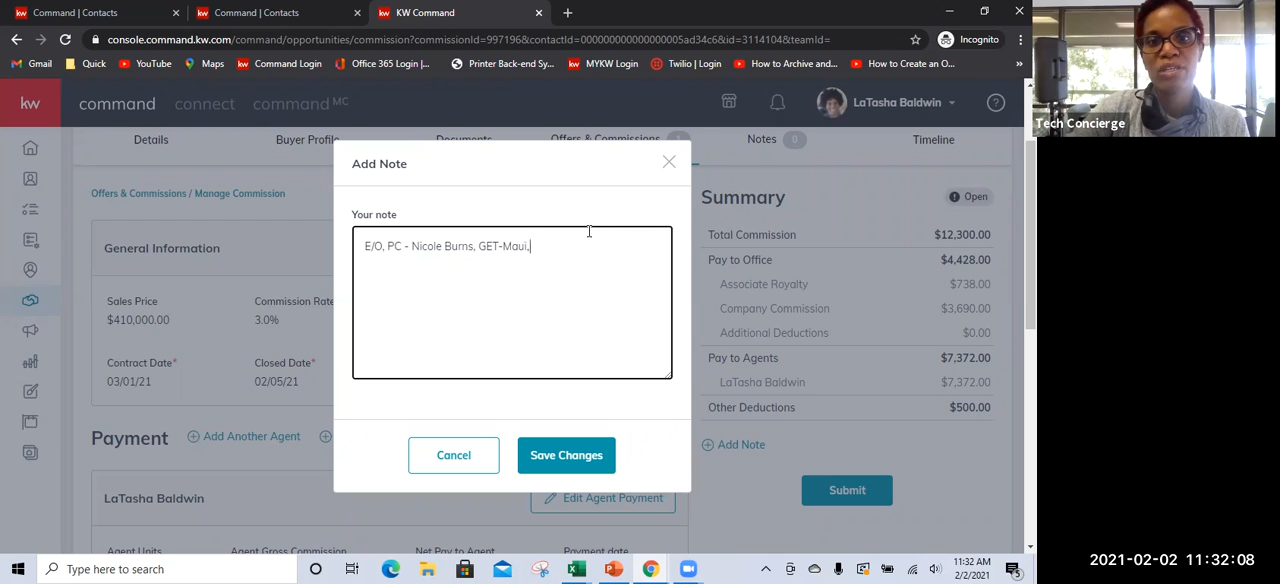 Command | Contacts
Command | Contacts
KW Command
console.command.kw.com/command/opportunities/commission?commissionId=997196&contactId=000000000000000005ad34c6&id=3114104&teamId=
Incognito
Gmail
Quick
YouTube
Maps
Command Login
Office 365 Login |...
Printer Back-end Sy...
MYKW Login
Twilio | Login
How to Archive and...
How to Create an O...
»
kw
command
connect
command MC
LaTasha Baldwin
Tech Concierge
Details
Buyer Profile
Documents
Offers & Commissions
Notes 0
Timeline
Offers & Commissions / Manage Commission
General Information
Sales Price
Commission Rate
$410,000.00
3.0%
Contract Date*
Closed Date*
03/01/21
02/05/21
Payment
Add Another Agent
LaTasha Baldwin
Edit Agent Payment
Agent Units
Agent Gross Commission
Net Pay to Agent
Payment date
Add Note
Your note
E/O, PC - Nicole Burns, GET-Maui,
Cancel
Save Changes
Summary
Open
Total Commission $12,300.00
Pay to Office $4,428.00
Associate Royalty $738.00
Company Commission $3,690.00
Additional Deductions $0.00
Pay to Agents $7,372.00
LaTasha Baldwin $7,372.00
Other Deductions $500.00
Add Note
Submit
Type here to search
11:32 AM
2/2/2021
5
2021-02-02 11:32:08